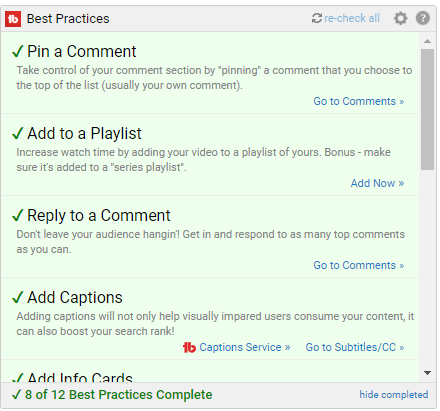 Best Practices
re-check all
Pin a Comment
Take control of your comment section by "pinning" a comment that you choose to
the top of the list (usually your own comment).
Go to Comments »
Add to a Playlist
Increase watch time by adding your video to a playlist of yours. Bonus - make
sure it's added to a "series playlist".
Add Now »
Reply to a Comment
Don't leave your audience hangin'! Get in and respond to as many top comments
as you can.
Go to Comments »
Add Captions
Adding captions will not only help visually impared users consume your content, it
can also boost your search rank!
Captions Service » Go to Subtitles/CC »
Add Info Cards
8 of 12 Best Practices Complete
hide completed